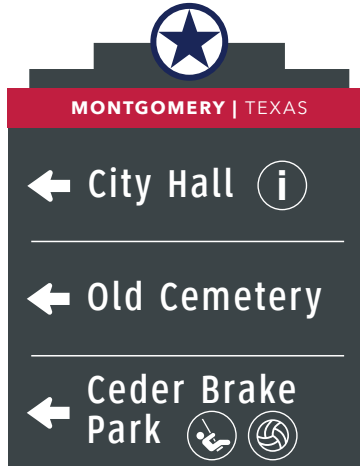 MONTGOMERY | TEXAS
City Hall i
Old Cemetery
Ceder Brake
Park